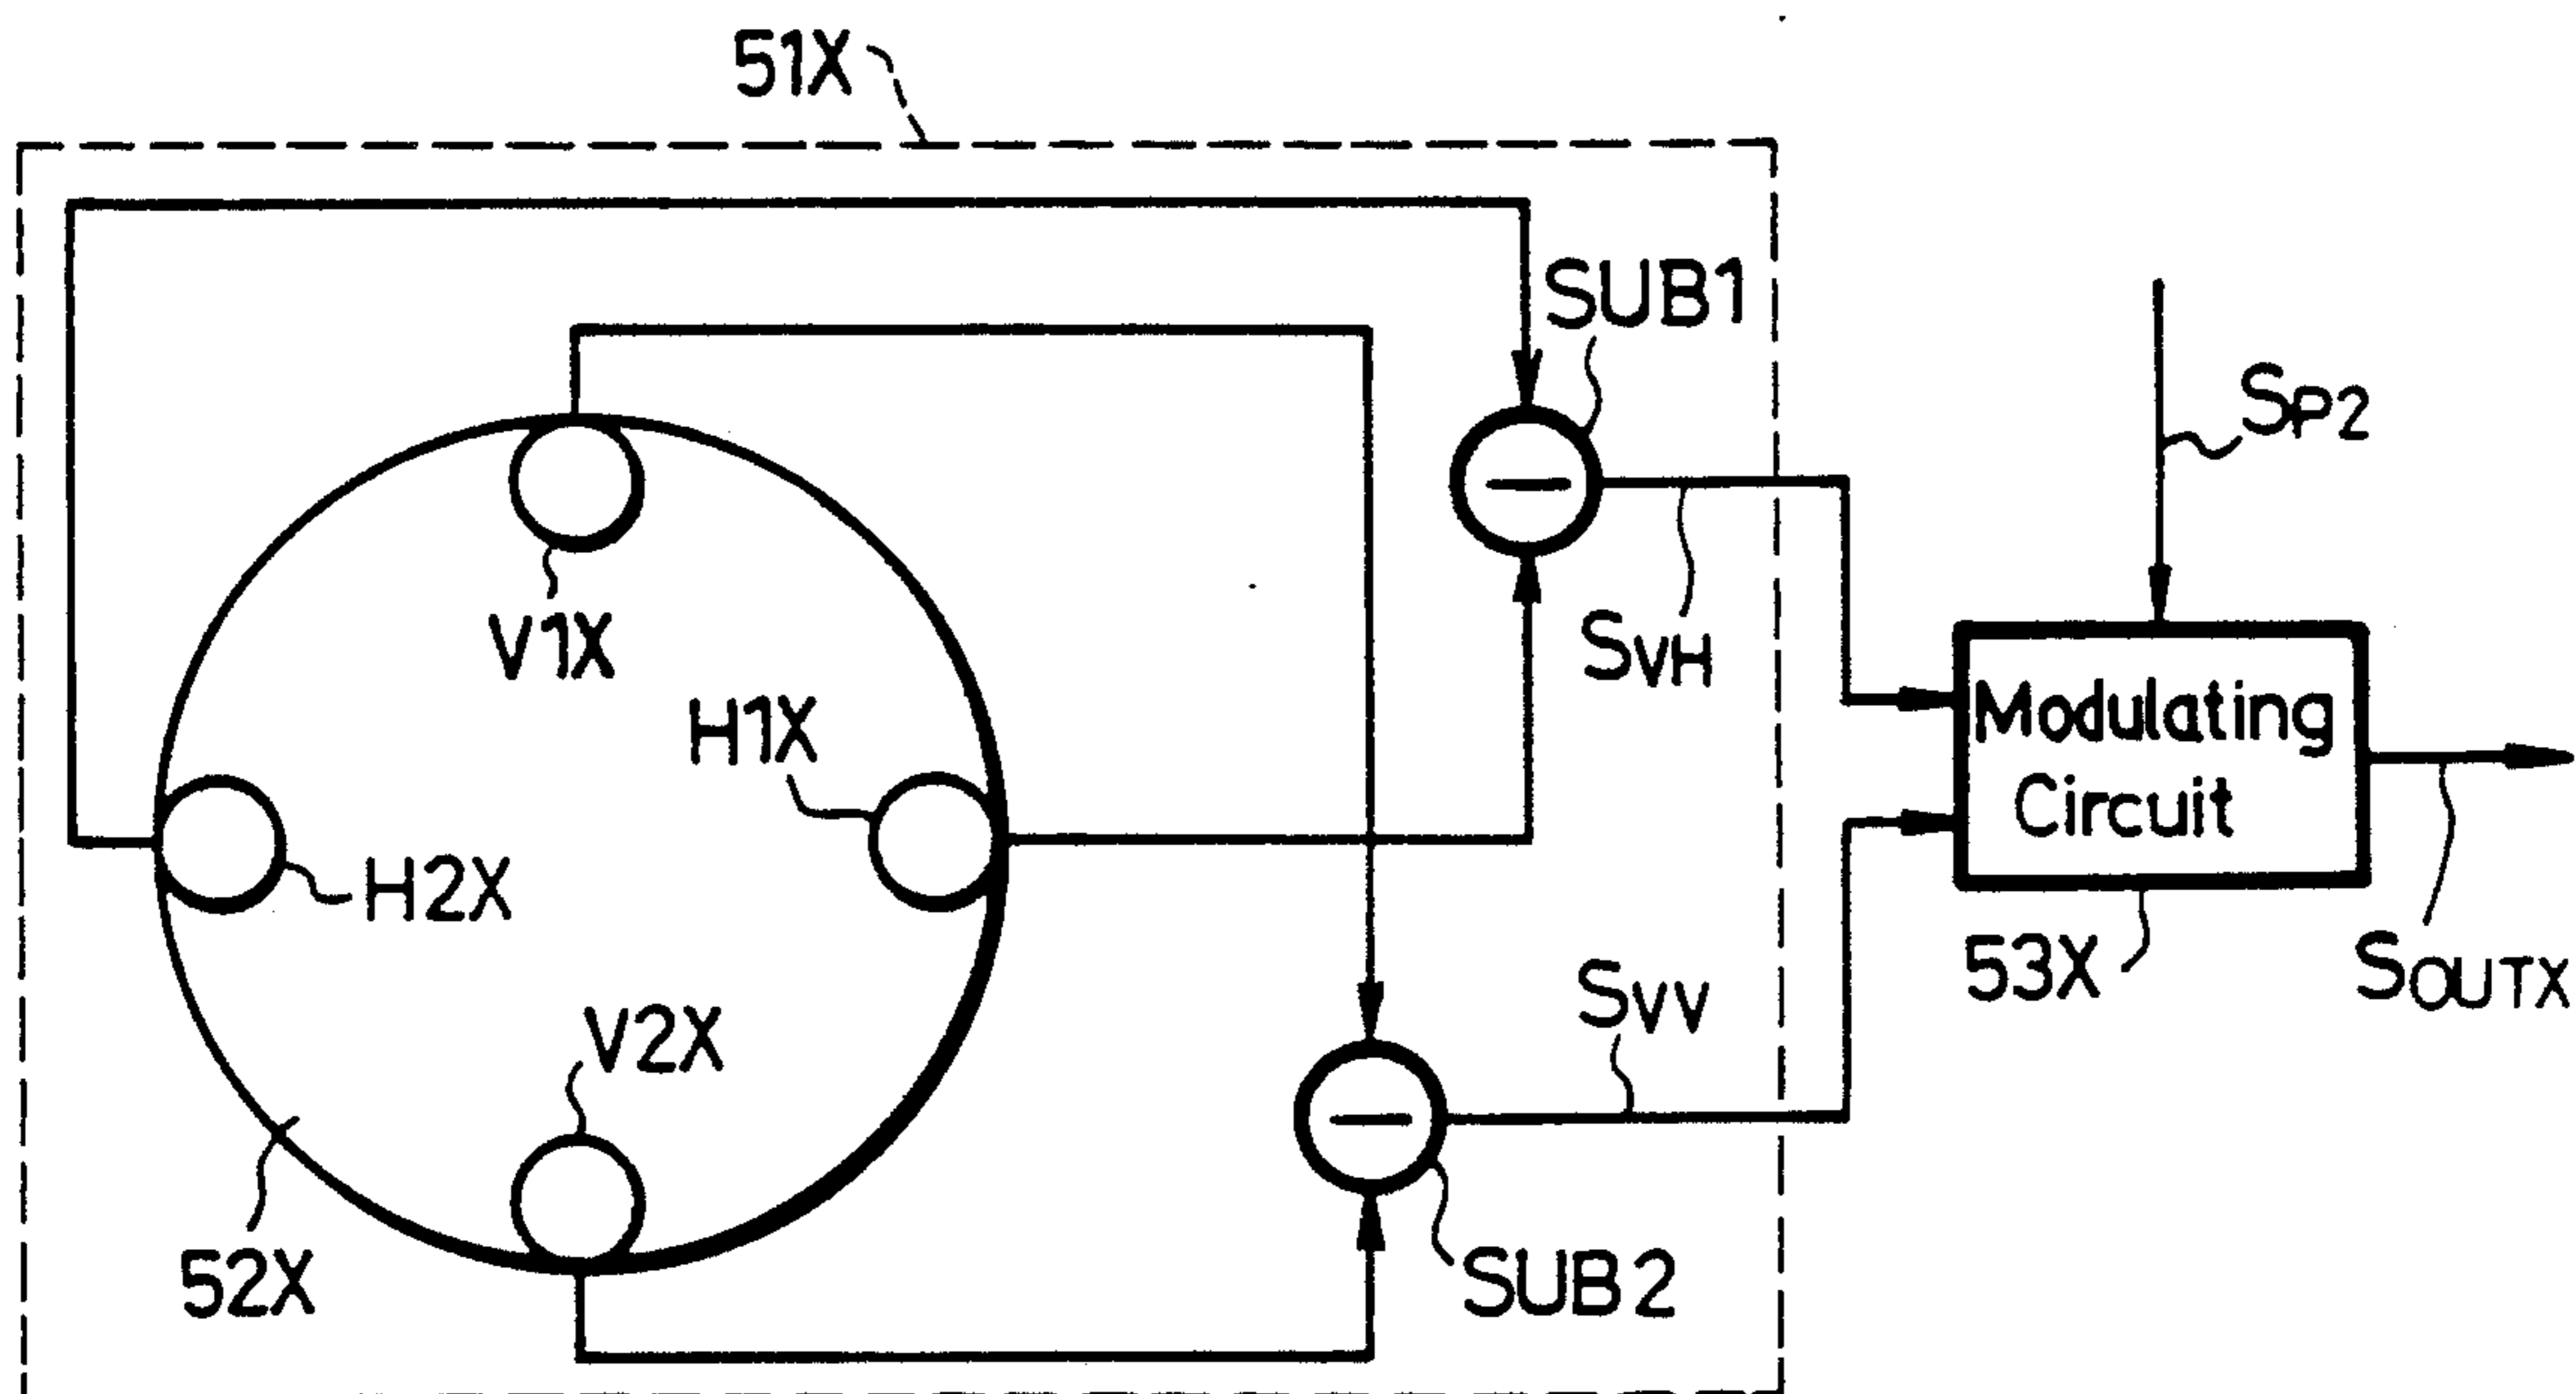 51X
SUB1
SP2
V1X
SVH
H1X
Modulating
Circuit
H2X
53X
SOUTX
SVV
V2X
52X
SUB2